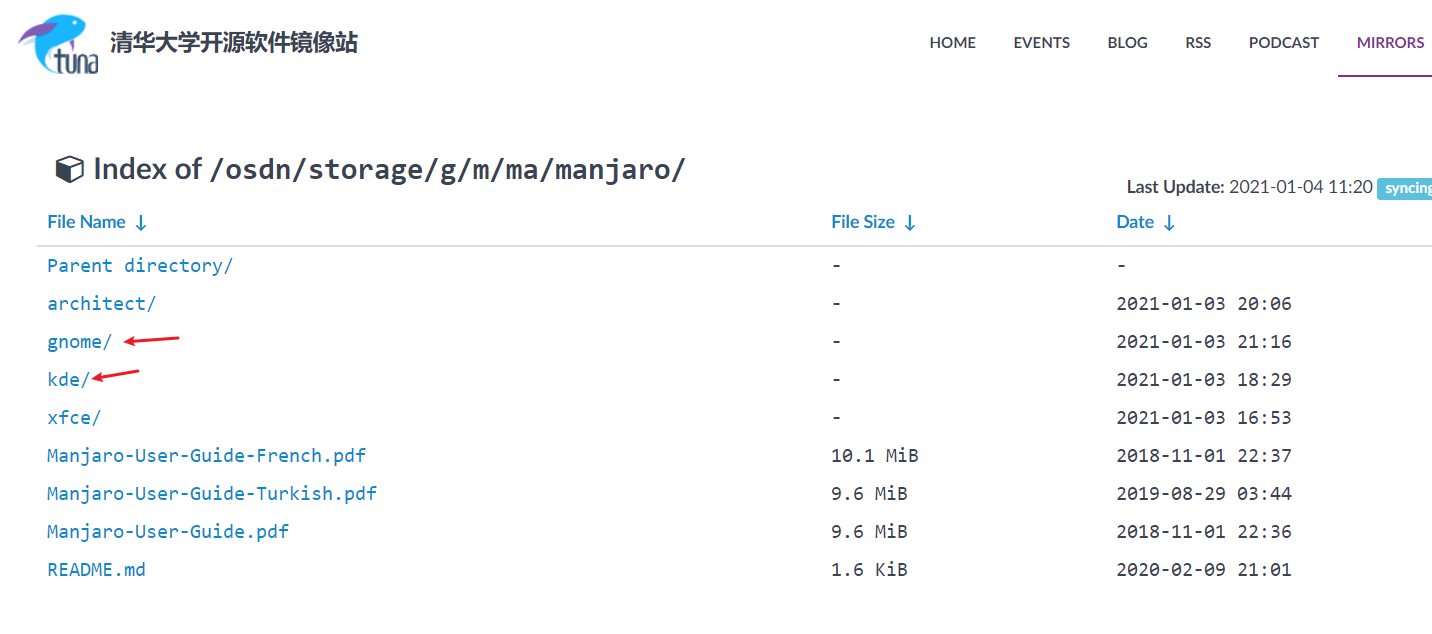 tuna 清华大学开源软件镜像站 HOME EVENTS BLOG RSS PODCAST MIRRORS
Index of /osdn/storage/g/m/ma/manjaro/
Last Update: 2021-01-04 11:20 syncing
File Name ↓ File Size ↓ Date ↓
Parent directory/ - -
architect/ - 2021-01-03 20:06
gnome/ - 2021-01-03 21:16
kde/ - 2021-01-03 18:29
xfce/ - 2021-01-03 16:53
Manjaro-User-Guide-French.pdf 10.1 MiB 2018-11-01 22:37
Manjaro-User-Guide-Turkish.pdf 9.6 MiB 2019-08-29 03:44
Manjaro-User-Guide.pdf 9.6 MiB 2018-11-01 22:36
README.md 1.6 KiB 2020-02-09 21:01